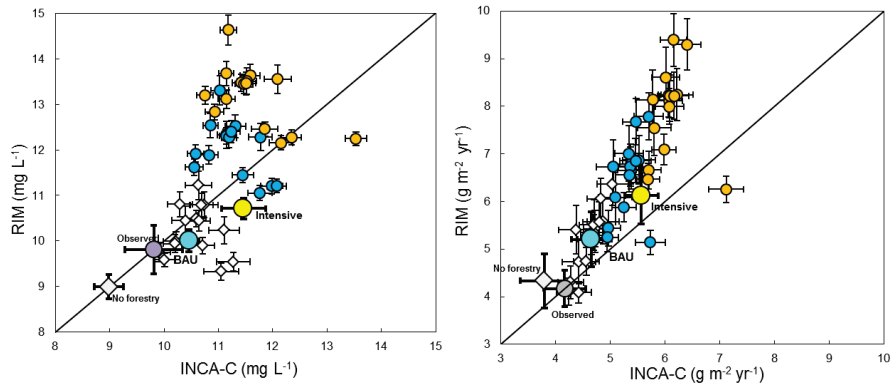 15
14
13
12
11
10
9
8
RIM (mg L⁻¹)
Observed
BAU
Intensive
No forestry
8 9 10 11 12 13 14 15
INCA-C (mg L⁻¹)
10
9
8
7
6
5
4
3
RIM (g m⁻² yr⁻¹)
Intensive
BAU
No forestry
Observed
3 4 5 6 7 8 9 10
INCA-C (g m⁻² yr⁻¹)